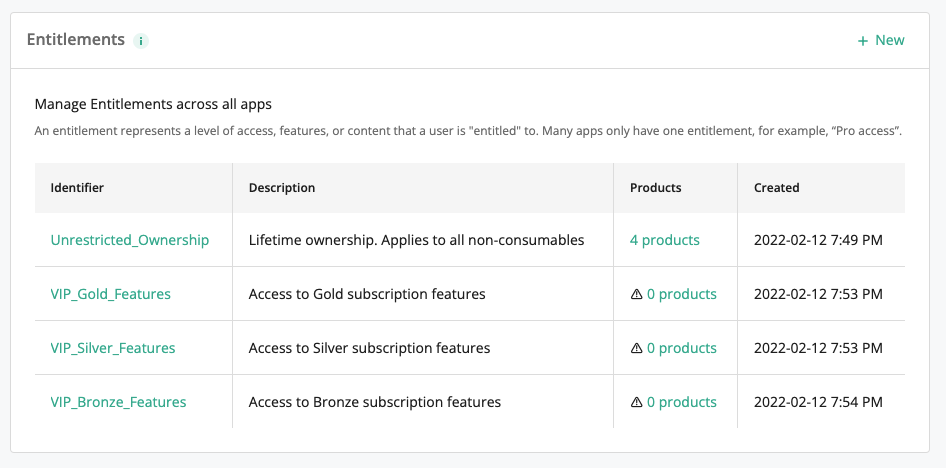 Entitlements i
+ New
Manage Entitlements across all apps
An entitlement represents a level of access, features, or content that a user is "entitled" to. Many apps only have one entitlement, for example, “Pro access”.
Identifier Description Products Created
Unrestricted_Ownership Lifetime ownership. Applies to all non-consumables 4 products 2022-02-12 7:49 PM
VIP_Gold_Features Access to Gold subscription features 0 products 2022-02-12 7:53 PM
VIP_Silver_Features Access to Silver subscription features 0 products 2022-02-12 7:53 PM
VIP_Bronze_Features Access to Bronze subscription features 0 products 2022-02-12 7:54 PM